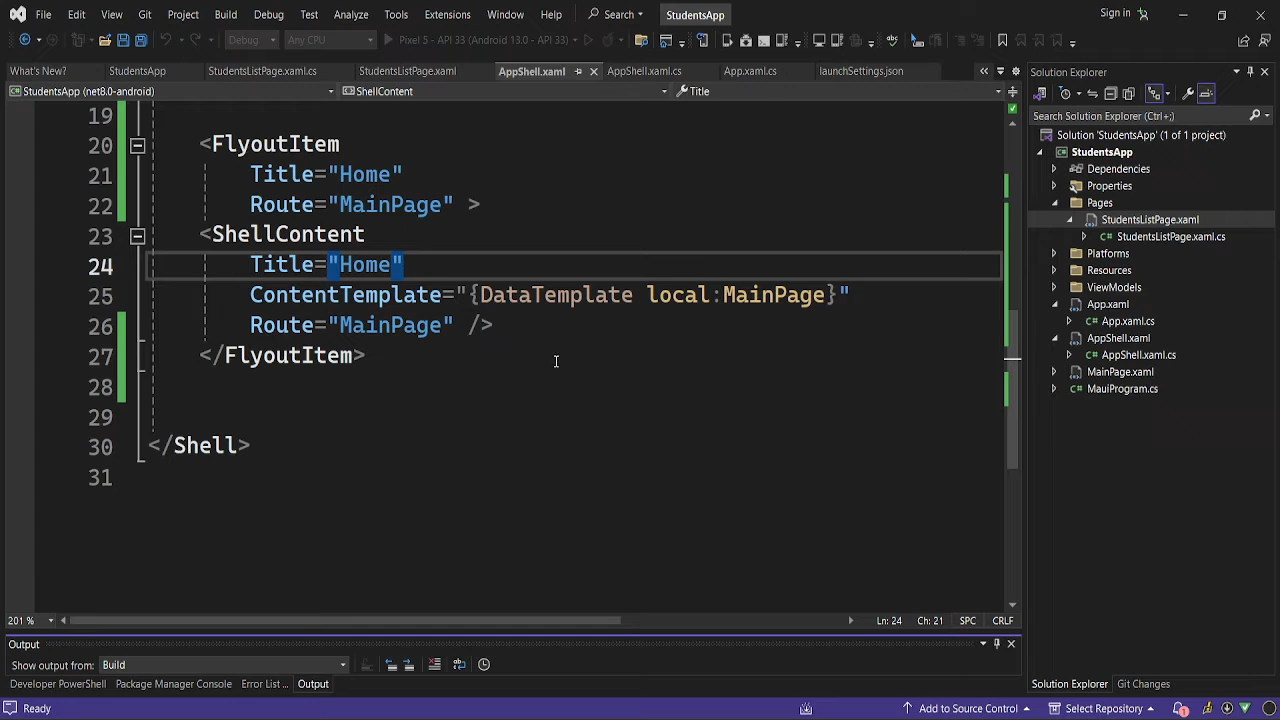 File Edit View Git Project Build Debug Test Analyze Tools Extensions Window Help Search StudentsApp Sign in
Debug Any CPU Pixel 5 - API 33 (Android 13.0 - API 33)
What's New? StudentsApp StudentsListPage.xaml.cs StudentsListPage.xaml AppShell.xaml AppShell.xaml.cs App.xaml.cs launchSettings.json
StudentsApp (net8.0-android) ShellContent Title
19
20 <FlyoutItem
21 Title="Home"
22 Route="MainPage" >
23 <ShellContent
24 Title="Home"
25 ContentTemplate="{DataTemplate local:MainPage}"
26 Route="MainPage" />
27 </FlyoutItem>
28
29
30 </Shell>
31
201 % Ln: 24 Ch: 21 SPC CRLF
Output
Show output from: Build
Developer PowerShell Package Manager Console Error List ... Output
Solution Explorer
Search Solution Explorer (Ctrl+;)
Solution 'StudentsApp' (1 of 1 project)
StudentsApp
Dependencies
Properties
Pages
StudentsListPage.xaml
StudentsListPage.xaml.cs
Platforms
Resources
ViewModels
App.xaml
App.xaml.cs
AppShell.xaml
AppShell.xaml.cs
MainPage.xaml
MauiProgram.cs
Solution Explorer Git Changes
Ready Add to Source Control Select Repository